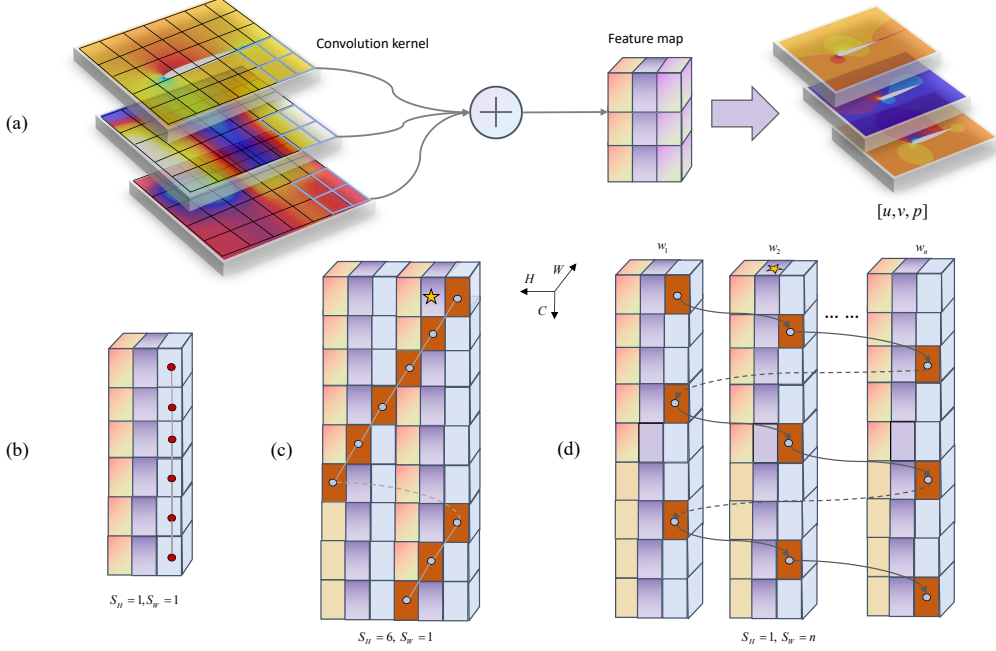 Convolution kernel
Feature map
(a)
[u, v, p]
w₁
w₂
wₙ
H
W
C
... ...
(b)
(c)
(d)
S_H = 1, S_W = 1
S_H = 6, S_W = 1
S_H = 1, S_W = n